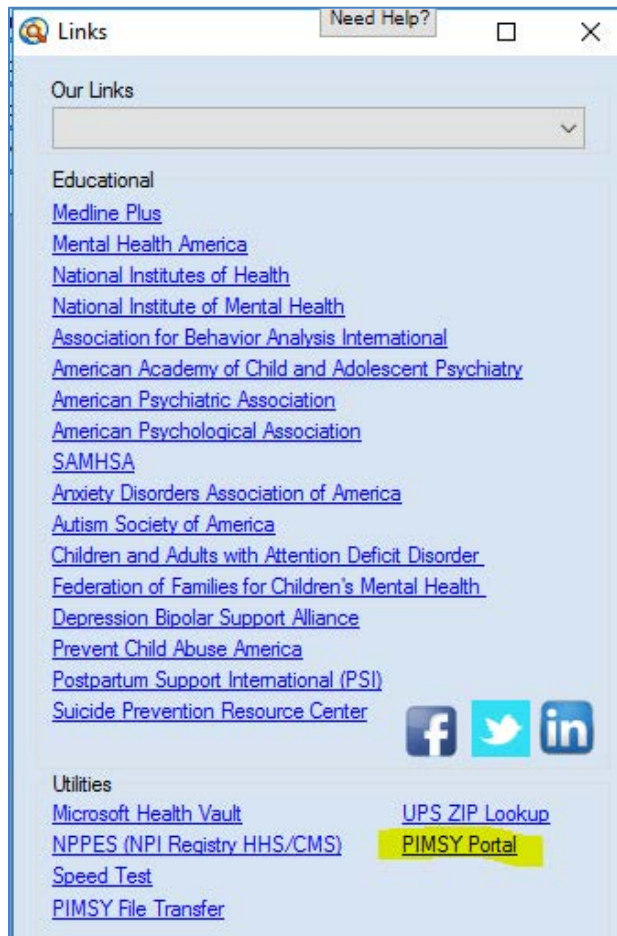 Links
Need Help?
Our Links
Educational
Medline Plus
Mental Health America
National Institutes of Health
National Institute of Mental Health
Association for Behavior Analysis International
American Academy of Child and Adolescent Psychiatry
American Psychiatric Association
American Psychological Association
SAMHSA
Anxiety Disorders Association of America
Autism Society of America
Children and Adults with Attention Deficit Disorder
Federation of Families for Children's Mental Health
Depression Bipolar Support Alliance
Prevent Child Abuse America
Postpartum Support International (PSI)
Suicide Prevention Resource Center
f
in
Utilities
Microsoft Health Vault UPS ZIP Lookup
NPPES (NPI Registry HHS/CMS) PIMSY Portal
Speed Test
PIMSY File Transfer